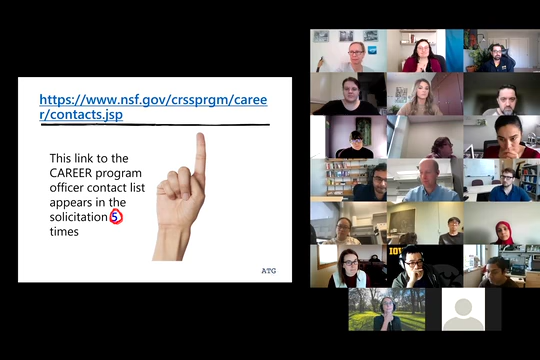 https://www.nsf.gov/crssprgm/caree
r/contacts.jsp
This link to the
CAREER program
officer contact list
appears in the
solicitation 5
times
ATG